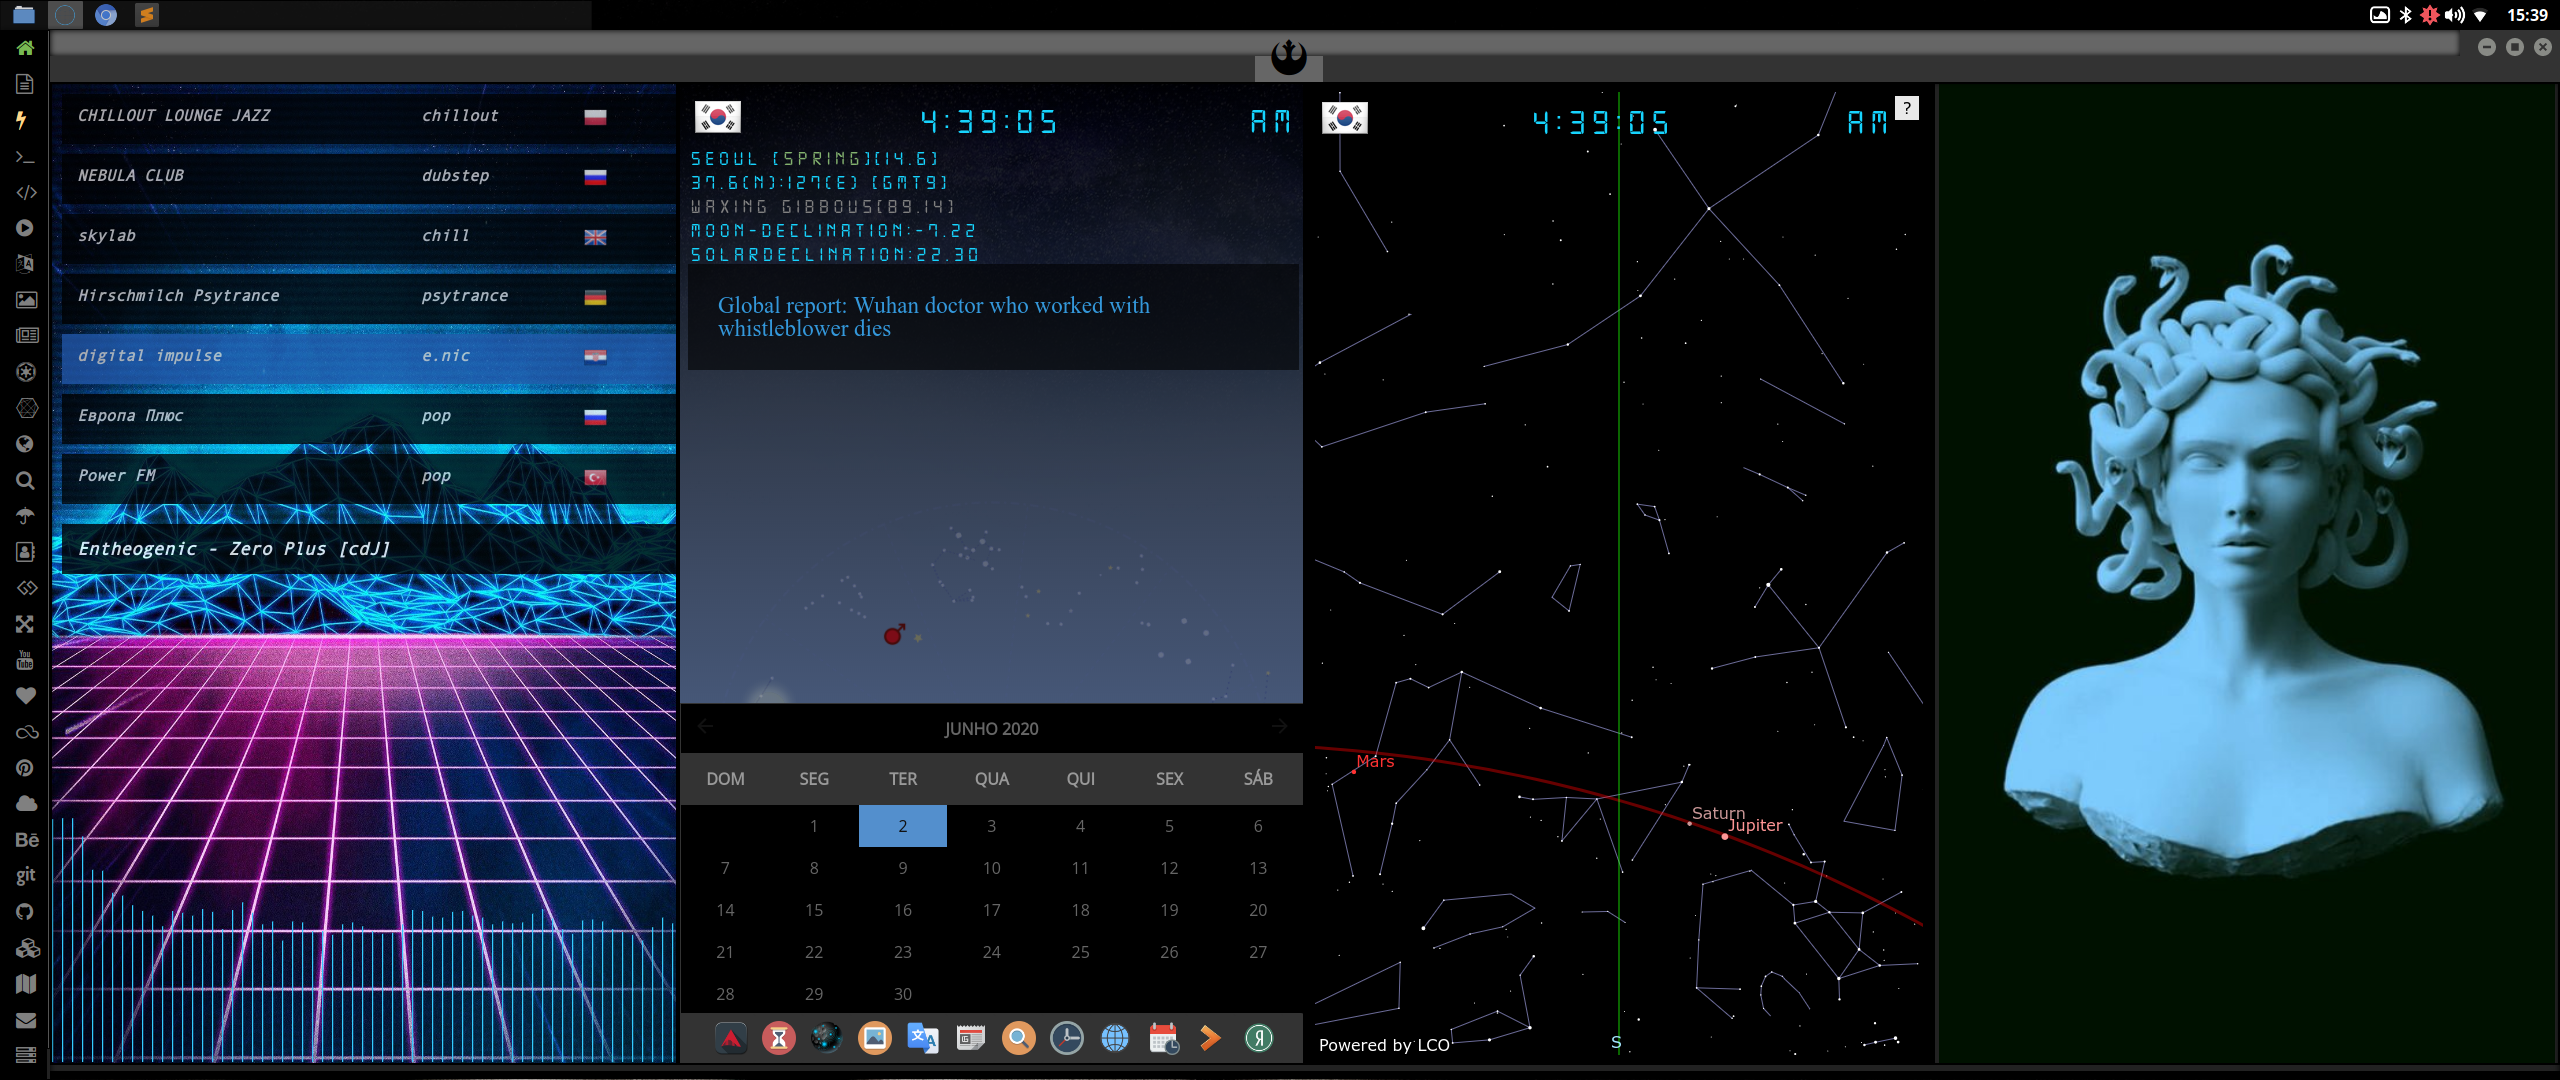 15:39
CHILLOUT LOUNGE JAZZ chillout
NEBULA CLUB dubstep
skylab chill
Hirschmilch Psytrance psytrance
digital impulse e.nic
Европа Плюс pop
Power FM pop
Entheogenic - Zero Plus [cdJ]
You
Tube
Bē
git
4:39:05 AM
SEOUL [SPRING][14.6]
37.6(N):127(E) [GMT9]
WAXING GIBBOUS[89.14]
MOON-DECLINATION:-7.22
SOLARDECLINATION:22.30
Global report: Wuhan doctor who worked with
whistleblower dies
JUNHO 2020
DOM SEG TER QUA QUI SEX SÁB
1 2 3 4 5 6
7 8 9 10 11 12 13
14 15 16 17 18 19 20
21 22 23 24 25 26 27
28 29 30
Я
4:39:05 AM ?
Mars
Saturn
Jupiter
Powered by LCO
S